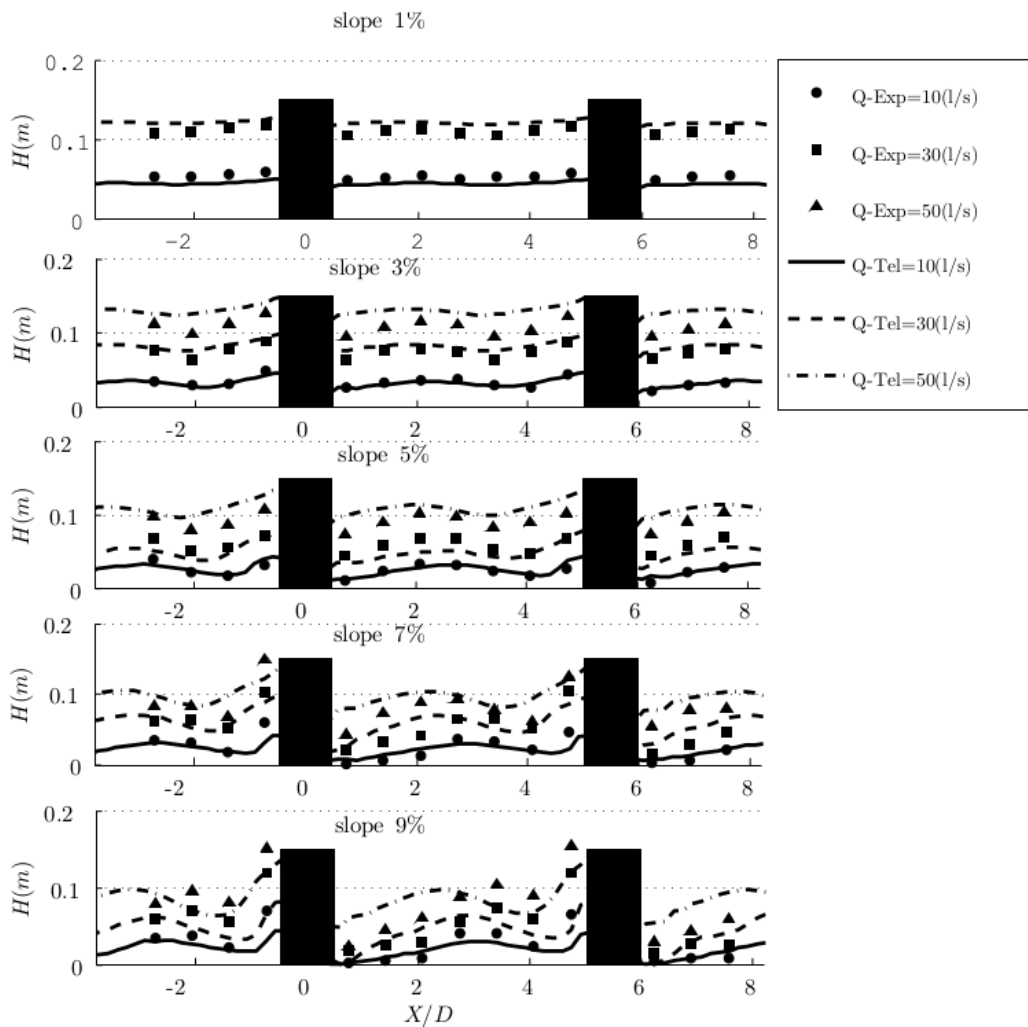 slope 1%
0.2
0.1
0
H(m)
-2 0 2 4 6 8
Q-Exp=10(l/s)
Q-Exp=30(l/s)
Q-Exp=50(l/s)
Q-Tel=10(l/s)
Q-Tel=30(l/s)
Q-Tel=50(l/s)
slope 3%
0.2
0.1
0
H(m)
-2 0 2 4 6 8
slope 5%
0.2
0.1
0
H(m)
-2 0 2 4 6 8
slope 7%
0.2
0.1
0
H(m)
-2 0 2 4 6 8
slope 9%
0.2
0.1
0
H(m)
-2 0 2 4 6 8
X/D